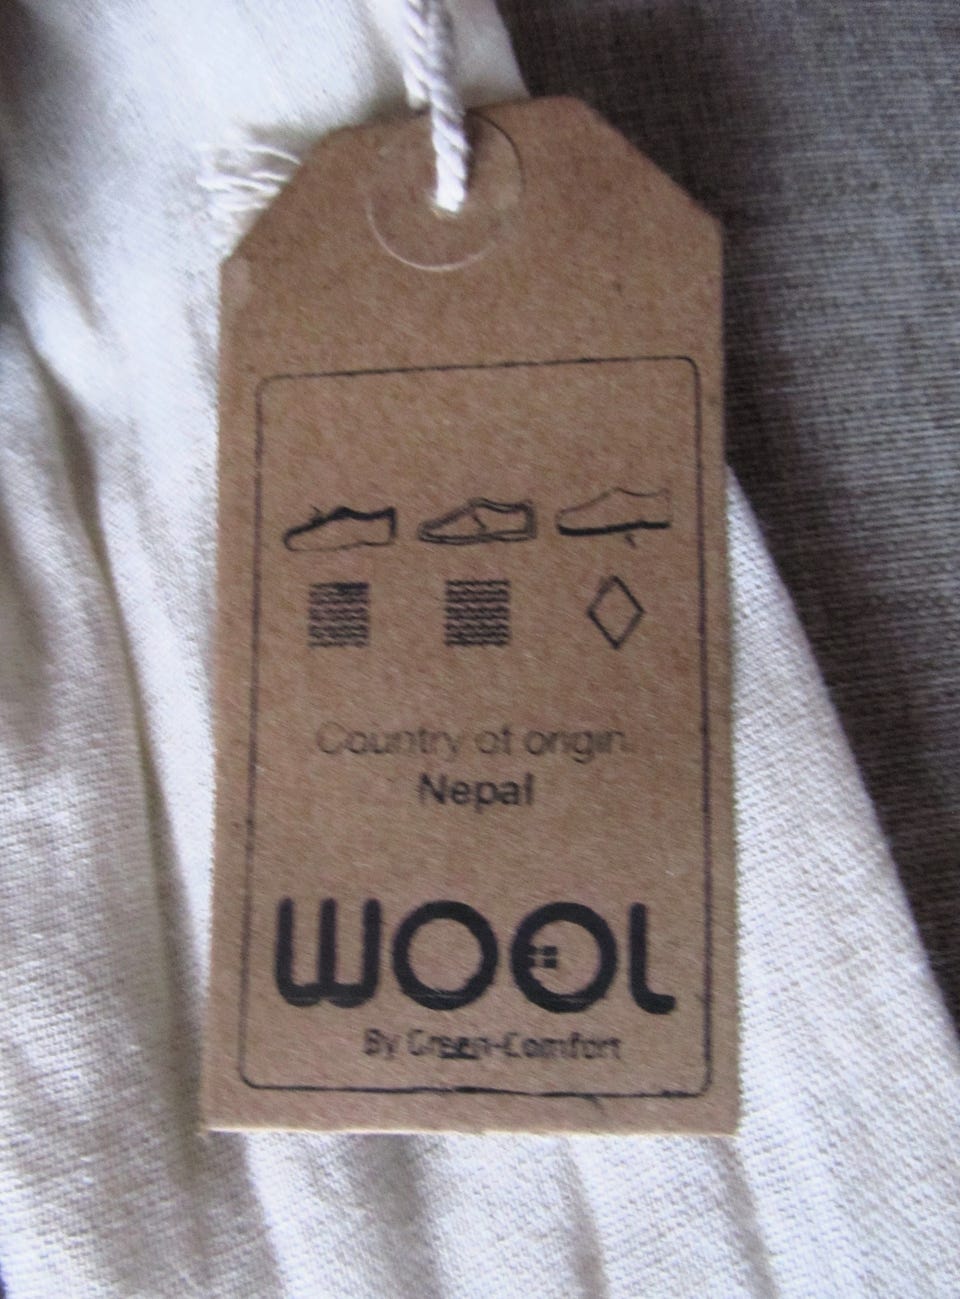 Country of origin
Nepal
WOOL
By Green-Comfort